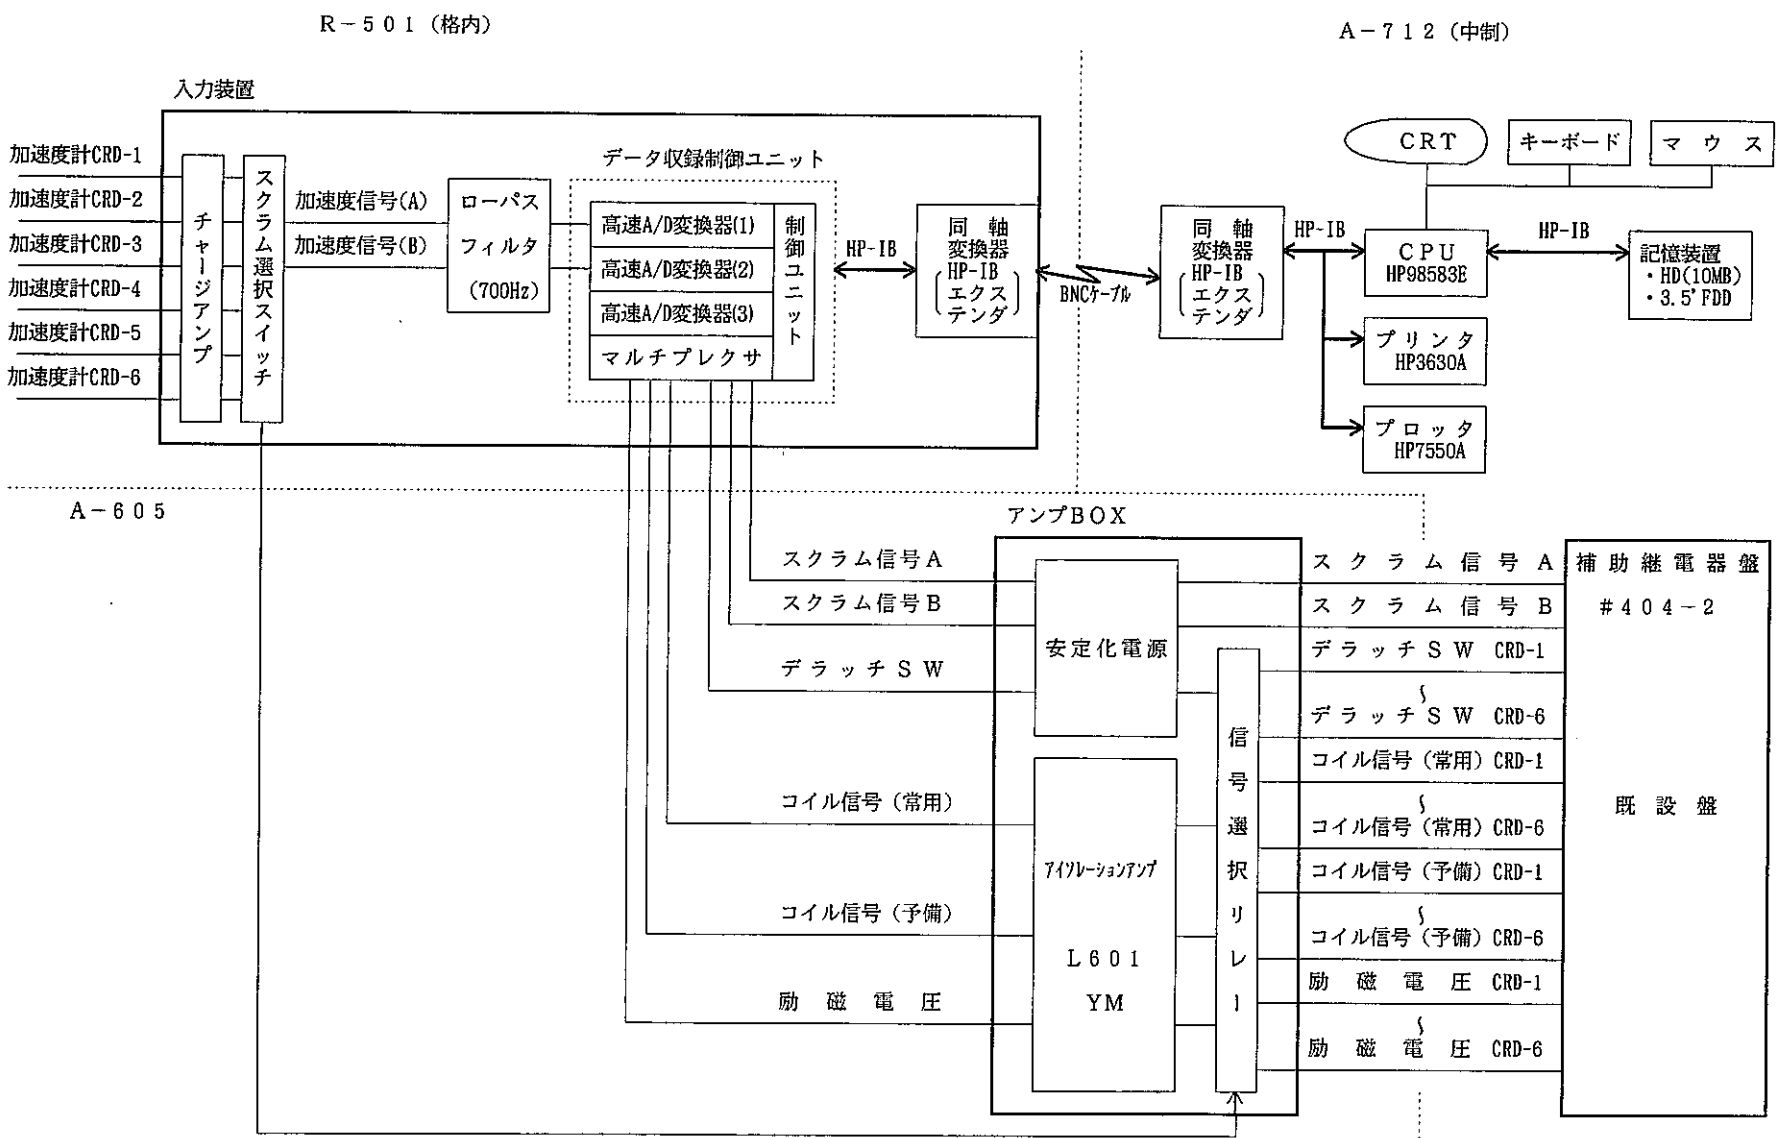 R-501(格内)
A-712(中制)
入力装置
加速度計CRD-1
加速度計CRD-2
加速度計CRD-3
加速度計CRD-4
加速度計CRD-5
加速度計CRD-6
チャージアンプ
スクラム選択スイッチ
加速度信号(A)
加速度信号(B)
ローパス
フィルタ
(700Hz)
データ収録制御ユニット
高速A/D変換器(1)
高速A/D変換器(2)
高速A/D変換器(3)
マルチプレクサ
制御ユニット
HP-IB
同軸
変換器
HP-IB
エクス
テンダ
BNCケーブル
同軸
変換器
HP-IB
エクス
テンダ
HP-IB
CRT
キーボード
マウス
CPU
HP98583E
HP-IB
記憶装置
・HD(10MB)
・3.5'FDD
プリンタ
HP3630A
プロッタ
HP7550A
A-605
アンプBOX
スクラム信号A
スクラム信号B
デラッチSW
コイル信号(常用)
コイル信号(予備)
励磁電圧
安定化電源
アイソレーションアンプ
L601
YM
信号選択リレー
スクラム信号A
スクラム信号B
デラッチSW CRD-1
〜
デラッチSW CRD-6
コイル信号(常用)CRD-1
〜
コイル信号(常用)CRD-6
コイル信号(予備)CRD-1
〜
コイル信号(予備)CRD-6
励磁電圧 CRD-1
〜
励磁電圧 CRD-6
補助継電器盤
#404-2
既設盤